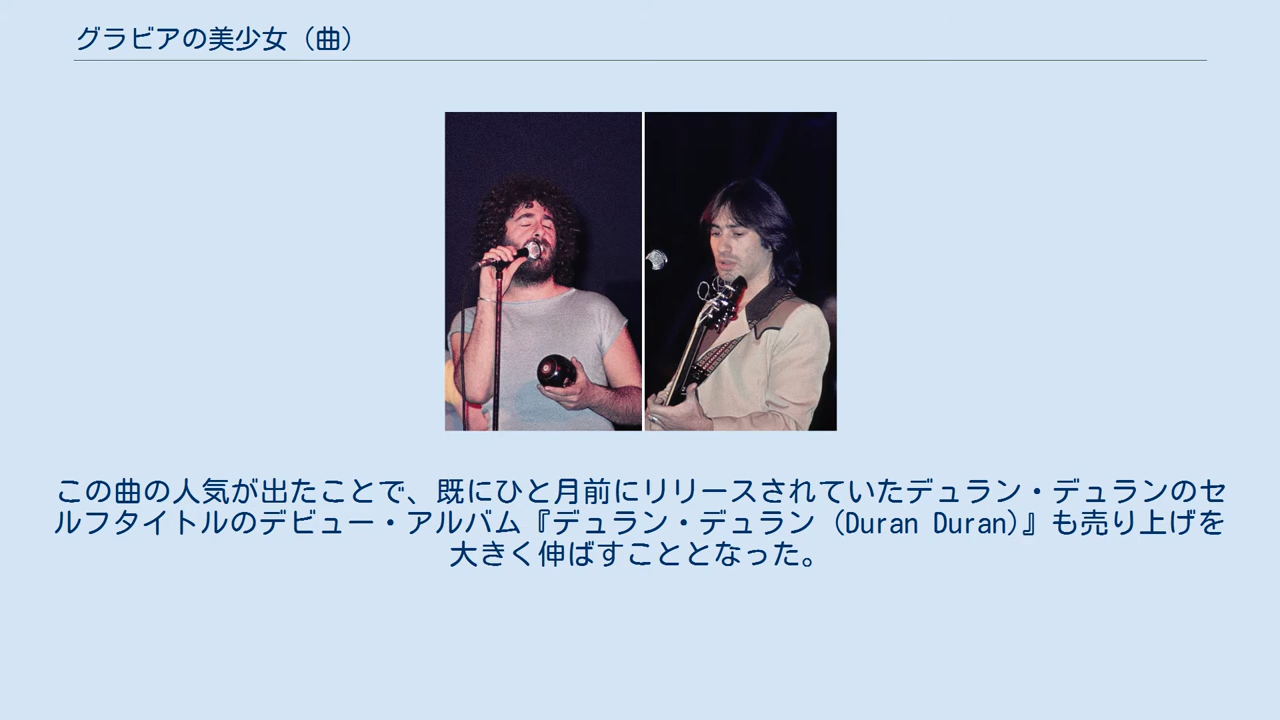 グラビアの美少女（曲）
この曲の人気が出たことで、既にひと月前にリリースされていたデュラン・デュランのセ
ルフタイトルのデビュー・アルバム『デュラン・デュラン（Duran Duran)』も売り上げを
大きく伸ばすこととなった。